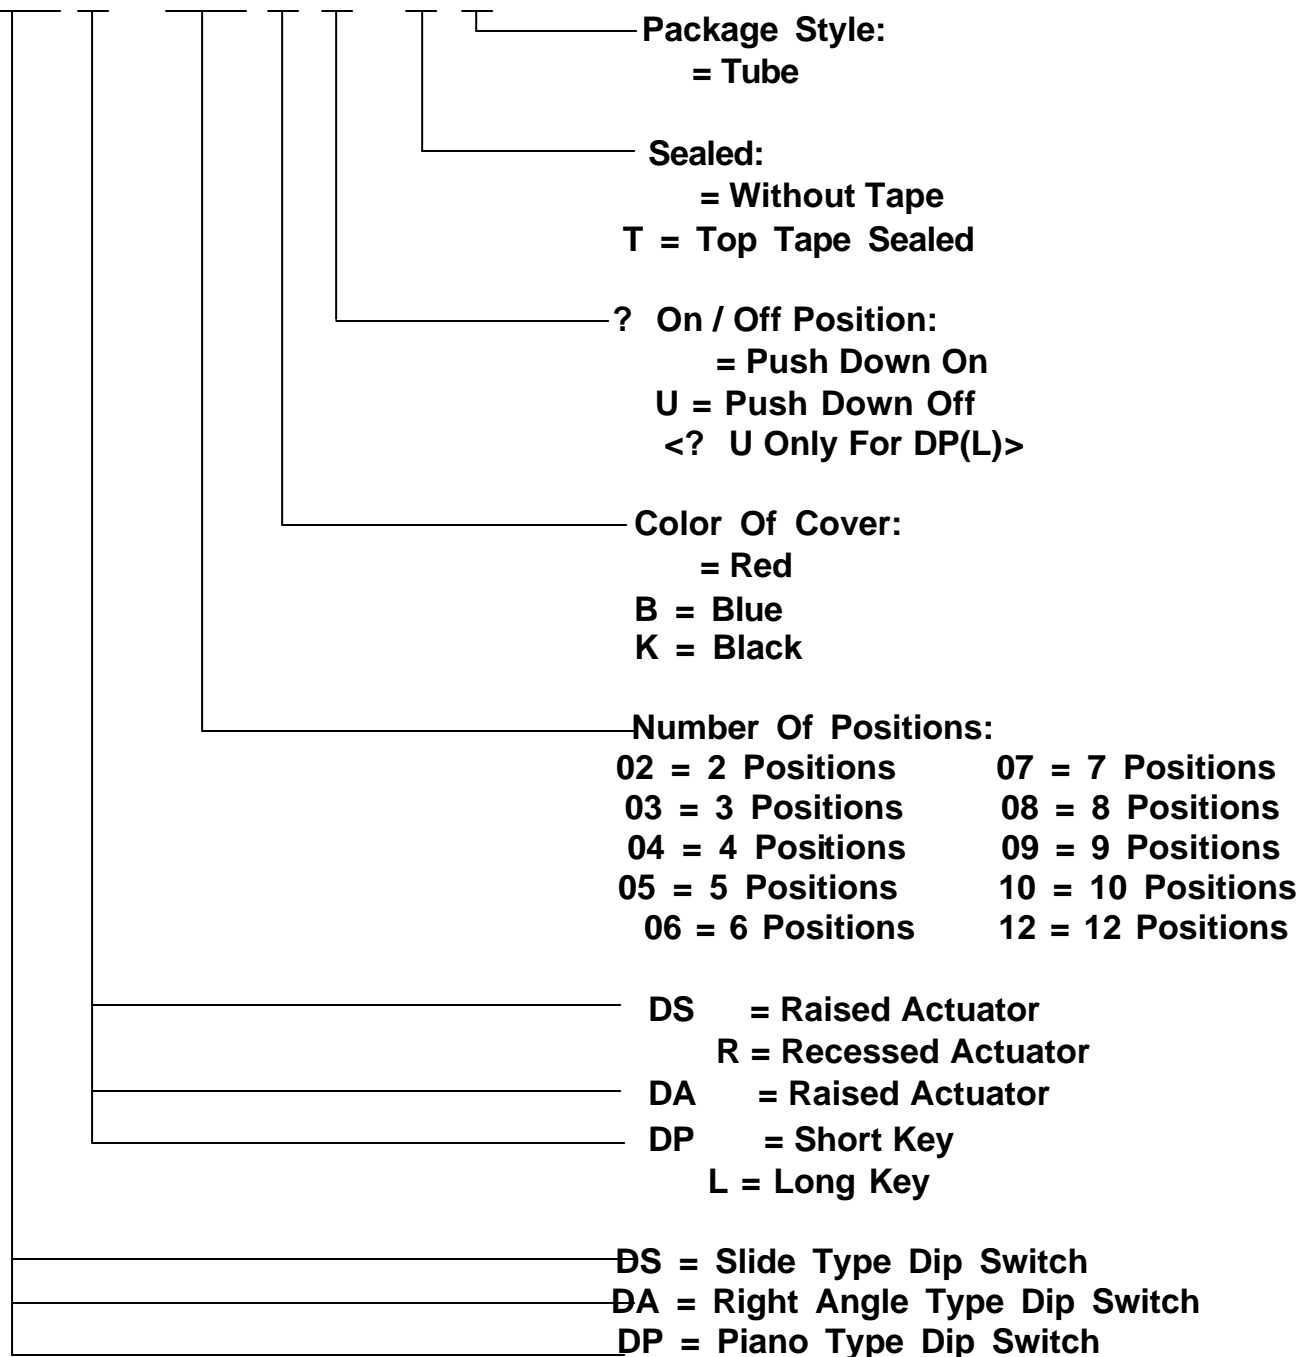 Package Style:
= Tube
Sealed:
= Without Tape
T = Top Tape Sealed
? On / Off Position:
= Push Down On
U = Push Down Off
<? U Only For DP(L)>
Color Of Cover:
= Red
B = Blue
K = Black
Number Of Positions:
02 = 2 Positions 07 = 7 Positions
03 = 3 Positions 08 = 8 Positions
04 = 4 Positions 09 = 9 Positions
05 = 5 Positions 10 = 10 Positions
06 = 6 Positions 12 = 12 Positions
DS = Raised Actuator
R = Recessed Actuator
DA = Raised Actuator
DP = Short Key
L = Long Key
DS = Slide Type Dip Switch
DA = Right Angle Type Dip Switch
DP = Piano Type Dip Switch